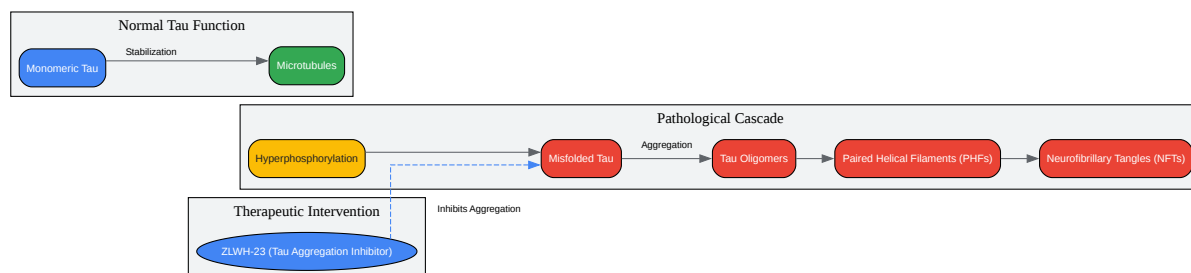 Normal Tau Function
Stabilization
Monomeric Tau
Microtubules
Pathological Cascade
Hyperphosphorylation
Misfolded Tau
Aggregation
Tau Oligomers
Paired Helical Filaments (PHFs)
Neurofibrillary Tangles (NFTs)
Therapeutic Intervention
Inhibits Aggregation
ZLWH-23 (Tau Aggregation Inhibitor)